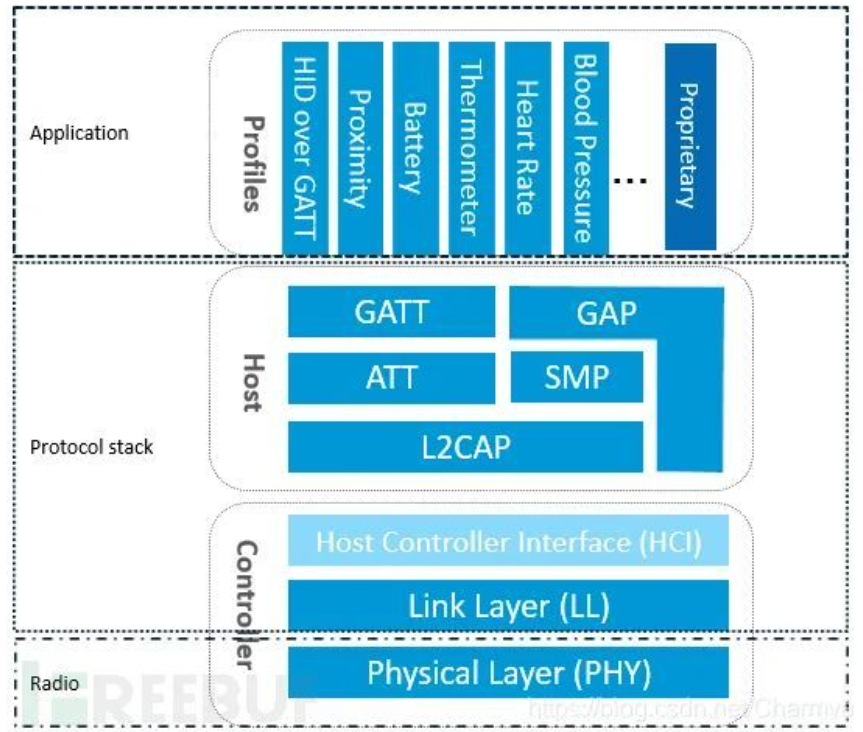 Application
Profiles
HID over GATT
Proximity
Battery
Thermometer
Heart Rate
Blood Pressure
...
Proprietary
Protocol stack
Host
GATT
GAP
ATT
SMP
L2CAP
Controller
Host Controller Interface (HCI)
Link Layer (LL)
Physical Layer (PHY)
Radio
REEBUF
https://blog.csdn.net/Charmve